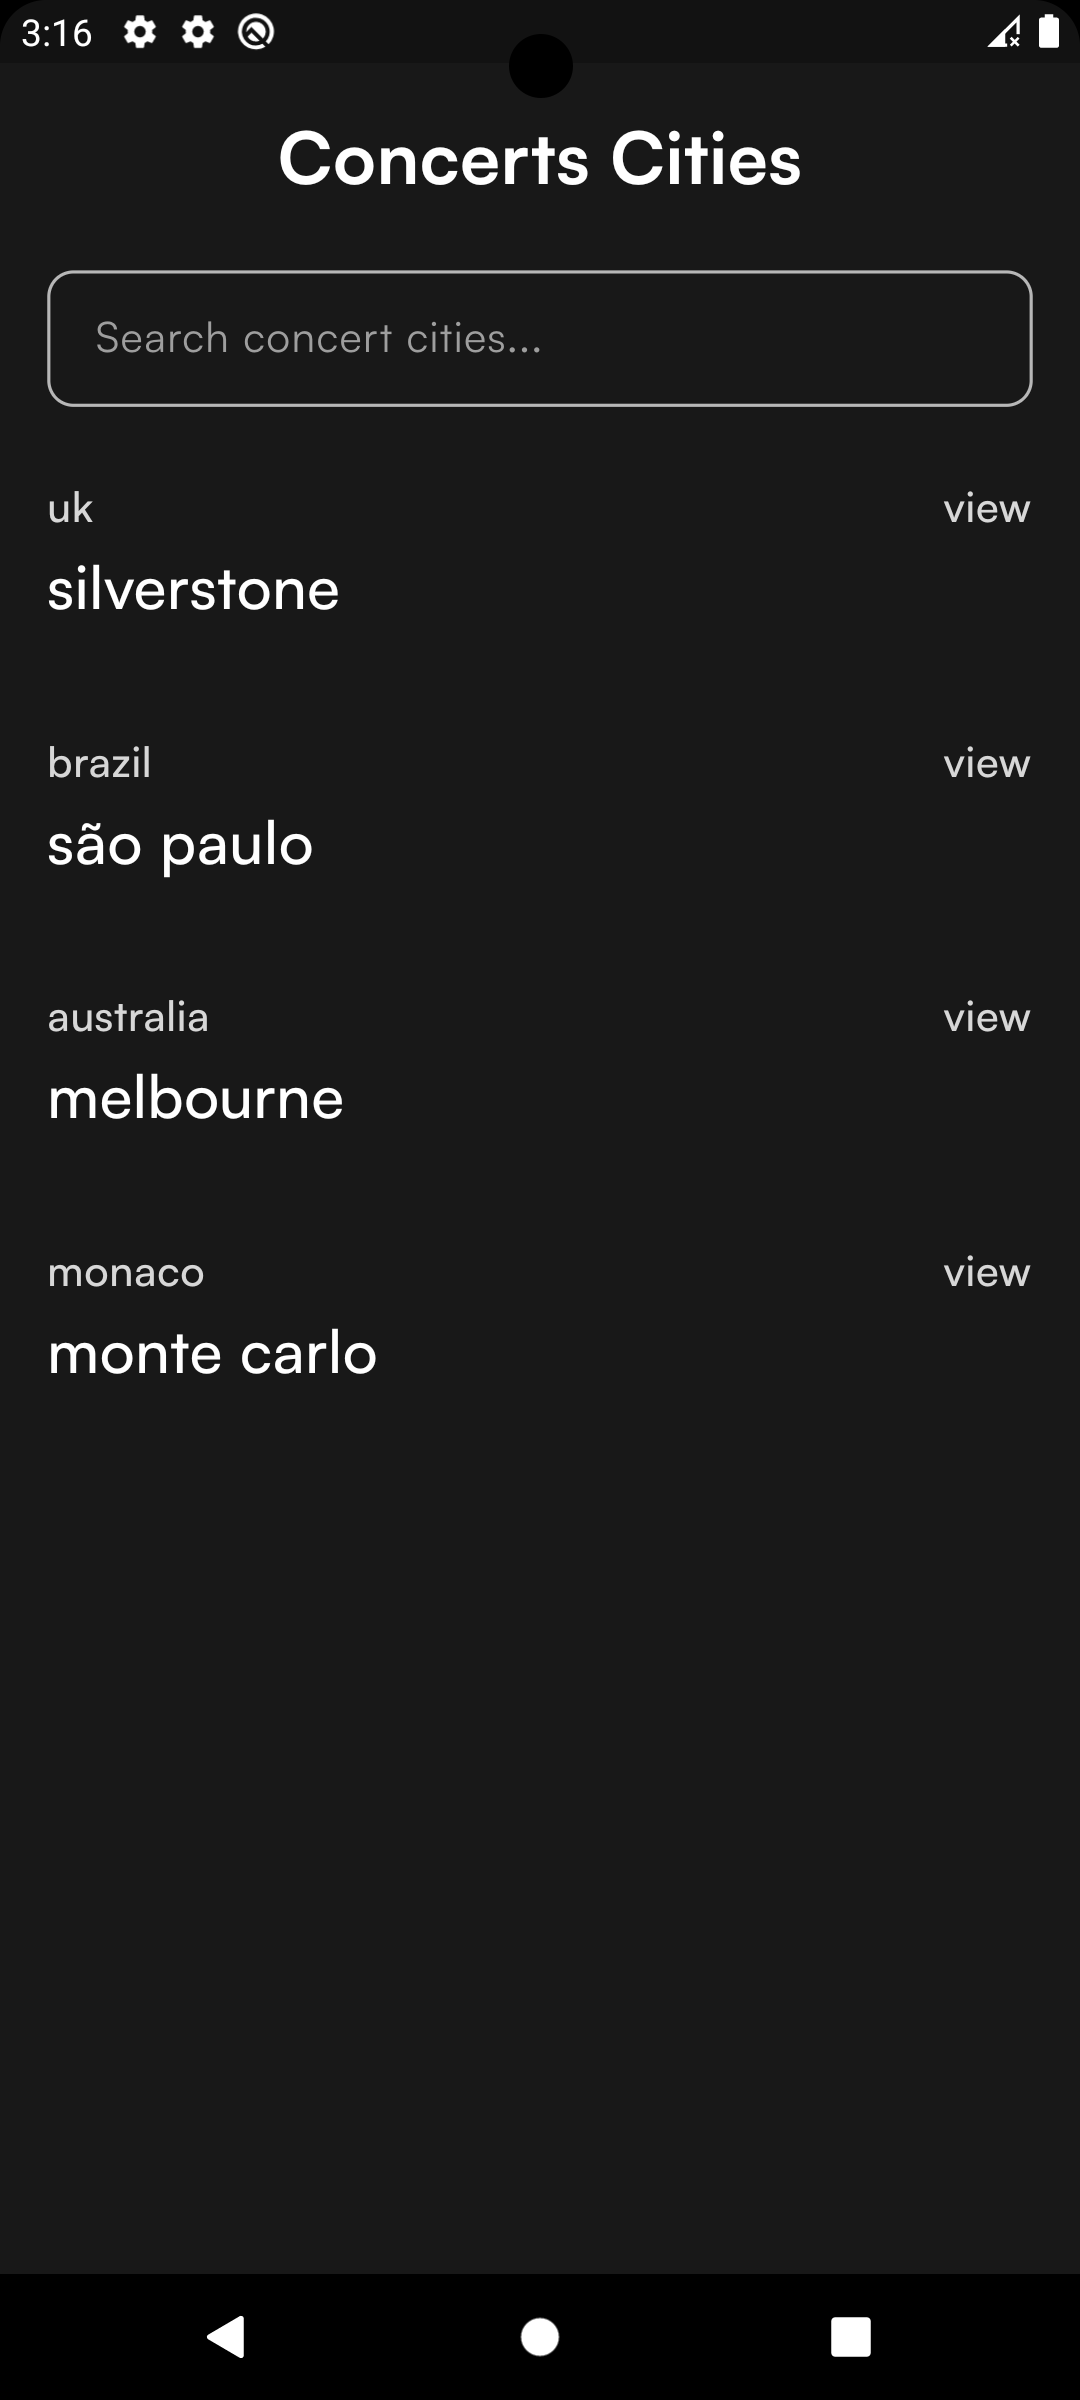 3:16
Concerts Cities
Search concert cities...
uk view
silverstone
brazil view
são paulo
australia view
melbourne
monaco view
monte carlo